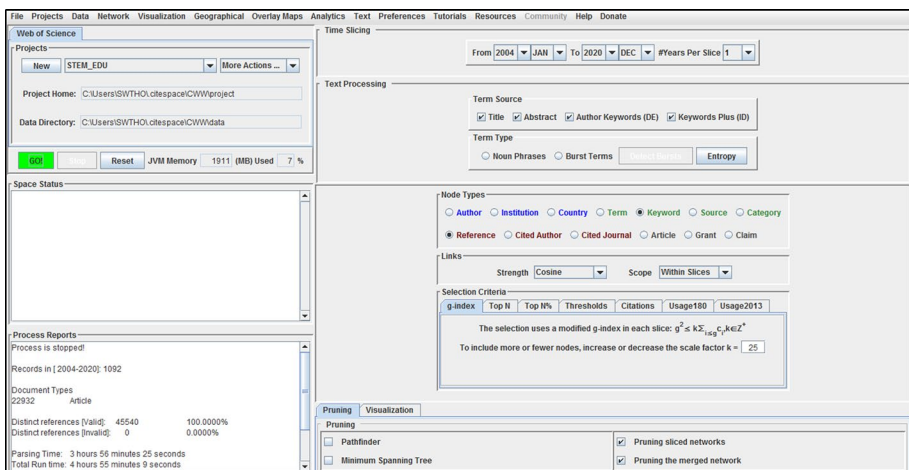 File Projects Data Network Visualization Geographical Overlay Maps Analytics Text Preferences Tutorials Resources Community Help Donate
Web of Science
Projects
New STEM_EDU More Actions ...
Project Home: C:\Users\SWTHO\.citespace\CWW\project
Data Directory: C:\Users\SWTHO\.citespace\CWW\data
GO! Stop Reset JVM Memory 1911 (MB) Used 7 %
Space Status
Process Reports
Process is stopped!
Records in [ 2004-2020]: 1092
Document Types
22932 Article
Distinct references [Valid]: 45540 100.0000%
Distinct references [Invalid]: 0 0.0000%
Parsing Time: 3 hours 56 minutes 25 seconds
Total Run time: 4 hours 55 minutes 9 seconds
Time Slicing
From 2004 JAN To 2020 DEC #Years Per Slice 1
Text Processing
Term Source
Title Abstract Author Keywords (DE) Keywords Plus (ID)
Term Type
Noun Phrases Burst Terms Detect Bursts Entropy
Node Types
Author Institution Country Term Keyword Source Category
Reference Cited Author Cited Journal Article Grant Claim
Links
Strength Cosine Scope Within Slices
Selection Criteria
g-index Top N Top N% Thresholds Citations Usage180 Usage2013
The selection uses a modified g-index in each slice: g² ≤ kΣᵢ≤g cᵢ, k∈Z⁺
To include more or fewer nodes, increase or decrease the scale factor k = 25
Pruning Visualization
Pruning
Pathfinder Pruning sliced networks
Minimum Spanning Tree Pruning the merged network